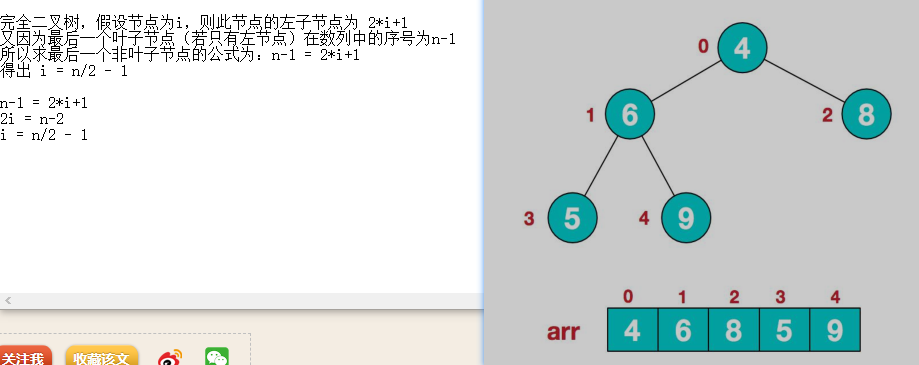 完全二叉树，假设节点为i，则此节点的左子节点为 2*i+1
又因为最后一个叶子节点（若只有左节点）在数列中的序号为n-1
所以求最后一个非叶子节点的公式为：n-1 = 2*i+1
得出 i = n/2 - 1
n-1 = 2*i+1
2i = n-2
i = n/2 - 1
关注我 收藏该文
0 4
1 6 2 8
3 5 4 9
0 1 2 3 4
arr 4 6 8 5 9